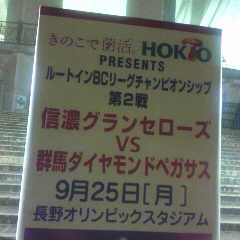 きのこで菌活。HOKTO
PRESENTS
ルートインBCリーグチャンピオンシップ
第2戦
信濃グランセローズ
VS
群馬ダイヤモンドペガサス
9月25日[月]
長野オリンピックスタジアム